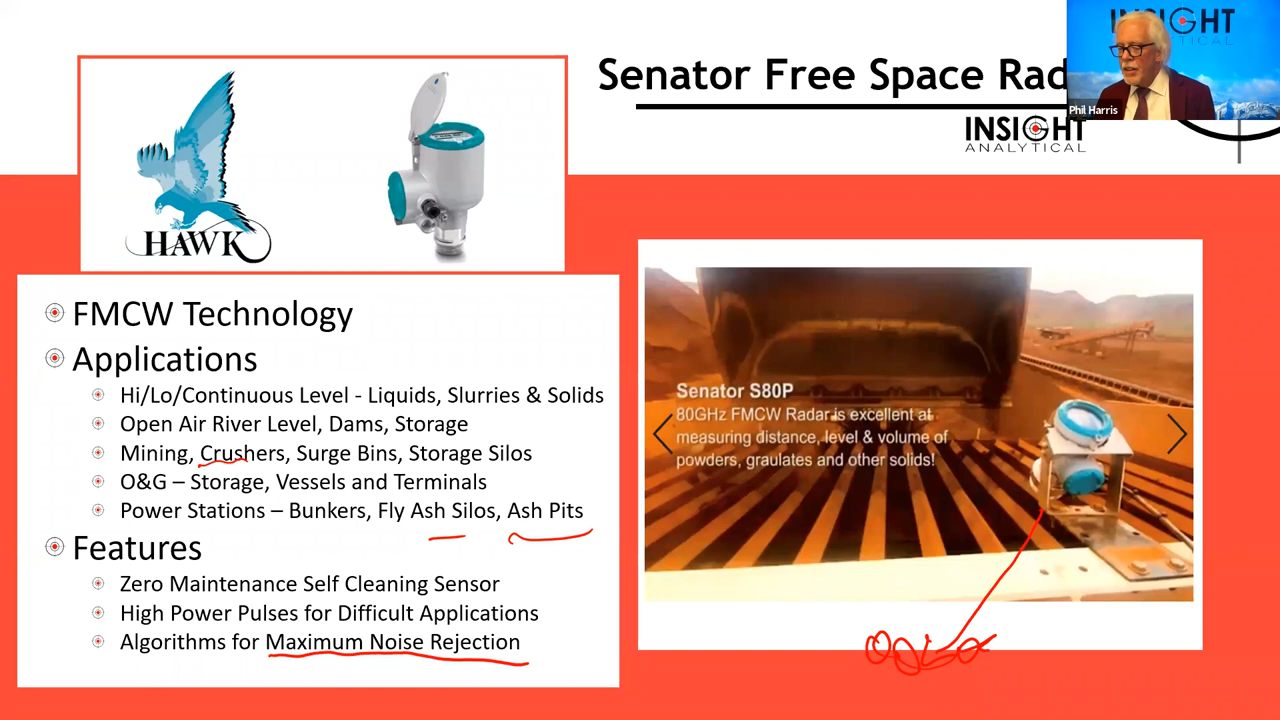 Senator Free Space Rad
INSIGHT
ANALYTICAL
Phil Harris
INSIGHT
ANALYTICAL
HAWK
FMCW Technology
Applications
Hi/Lo/Continuous Level - Liquids, Slurries & Solids
Open Air River Level, Dams, Storage
Mining, Crushers, Surge Bins, Storage Silos
O&G – Storage, Vessels and Terminals
Power Stations – Bunkers, Fly Ash Silos, Ash Pits
Features
Zero Maintenance Self Cleaning Sensor
High Power Pulses for Difficult Applications
Algorithms for Maximum Noise Rejection
Senator S80P
80GHz FMCW Radar is excellent at
measuring distance, level & volume of
powders, graulates and other solids!